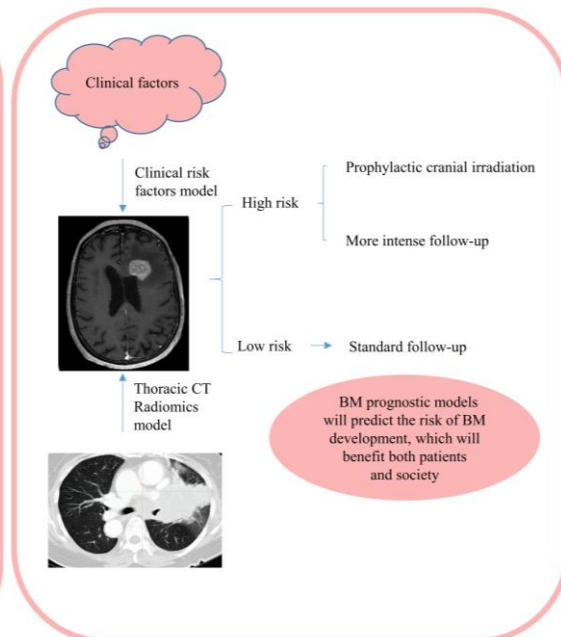 Clinical factors
Clinical risk
factors model
Prophylactic cranial irradiation
High risk
More intense follow-up
Low risk
Standard follow-up
Thoracic CT
Radiomics
model
BM prognostic models
will predict the risk of BM
development, which will
benefit both patients
and society